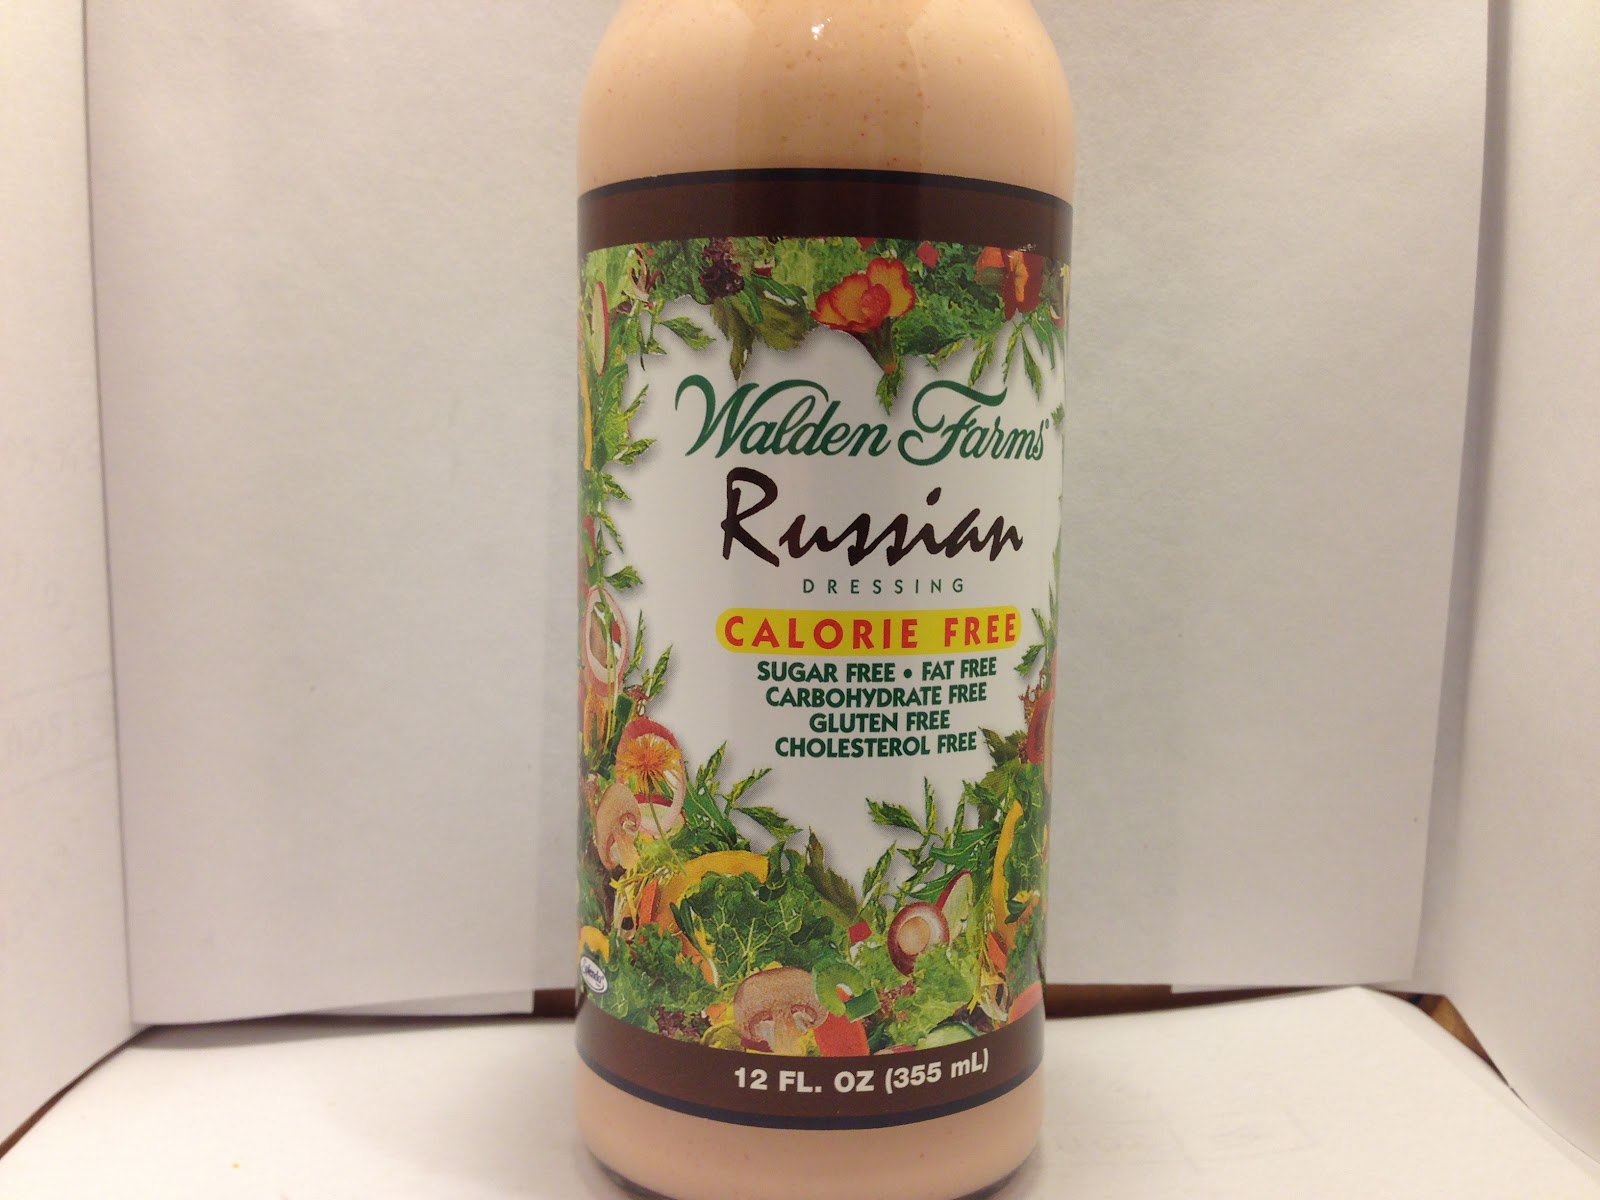 Walden Farms®
Russian
DRESSING
CALORIE FREE
SUGAR FREE • FAT FREE
CARBOHYDRATE FREE
GLUTEN FREE
CHOLESTEROL FREE
Splenda®
12 FL. OZ (355 mL)